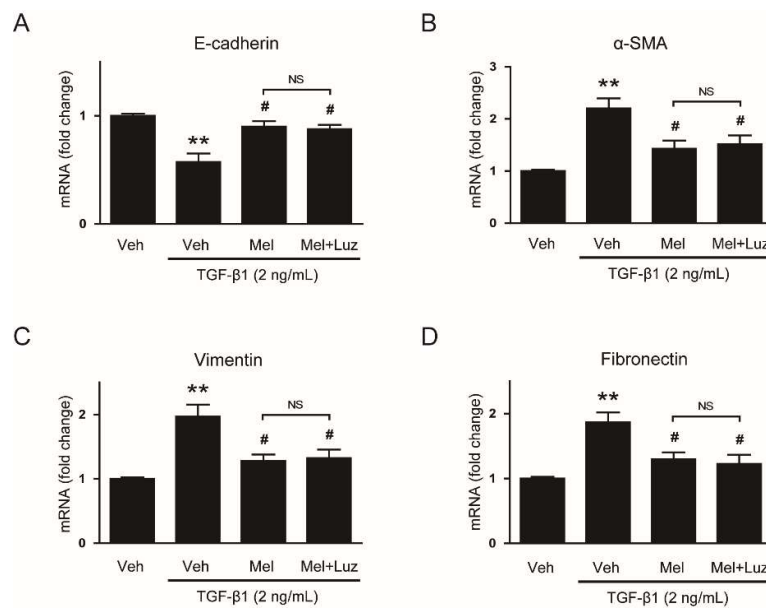 A
E-cadherin
mRNA (fold change)
1
0
**
#
NS
#
Veh
Veh
Mel
Mel+Luz
TGF-β1 (2 ng/mL)
B
α-SMA
mRNA (fold change)
3
2
1
0
**
#
NS
#
Veh
Veh
Mel
Mel+Luz
TGF-β1 (2 ng/mL)
C
Vimentin
mRNA (fold change)
2
1
0
**
#
NS
#
Veh
Veh
Mel
Mel+Luz
TGF-β1 (2 ng/mL)
D
Fibronectin
mRNA (fold change)
2
1
0
**
#
NS
#
Veh
Veh
Mel
Mel+Luz
TGF-β1 (2 ng/mL)